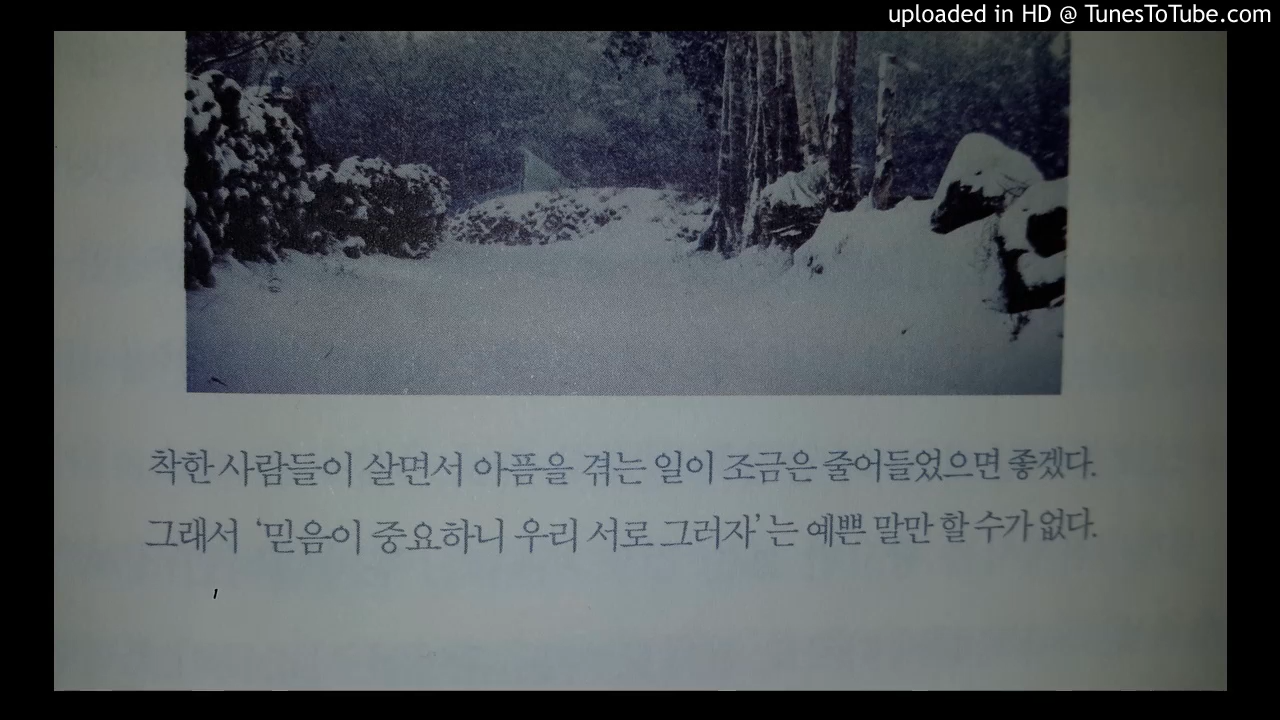 uploaded in HD @ TunesToTube.com
착한 사람들이 살면서 아픔을 겪는 일이 조금은 줄어들었으면 좋겠다.
그래서 ‘믿음이 중요하니 우리 서로 그러자’는 예쁜 말만 할 수가 없다.